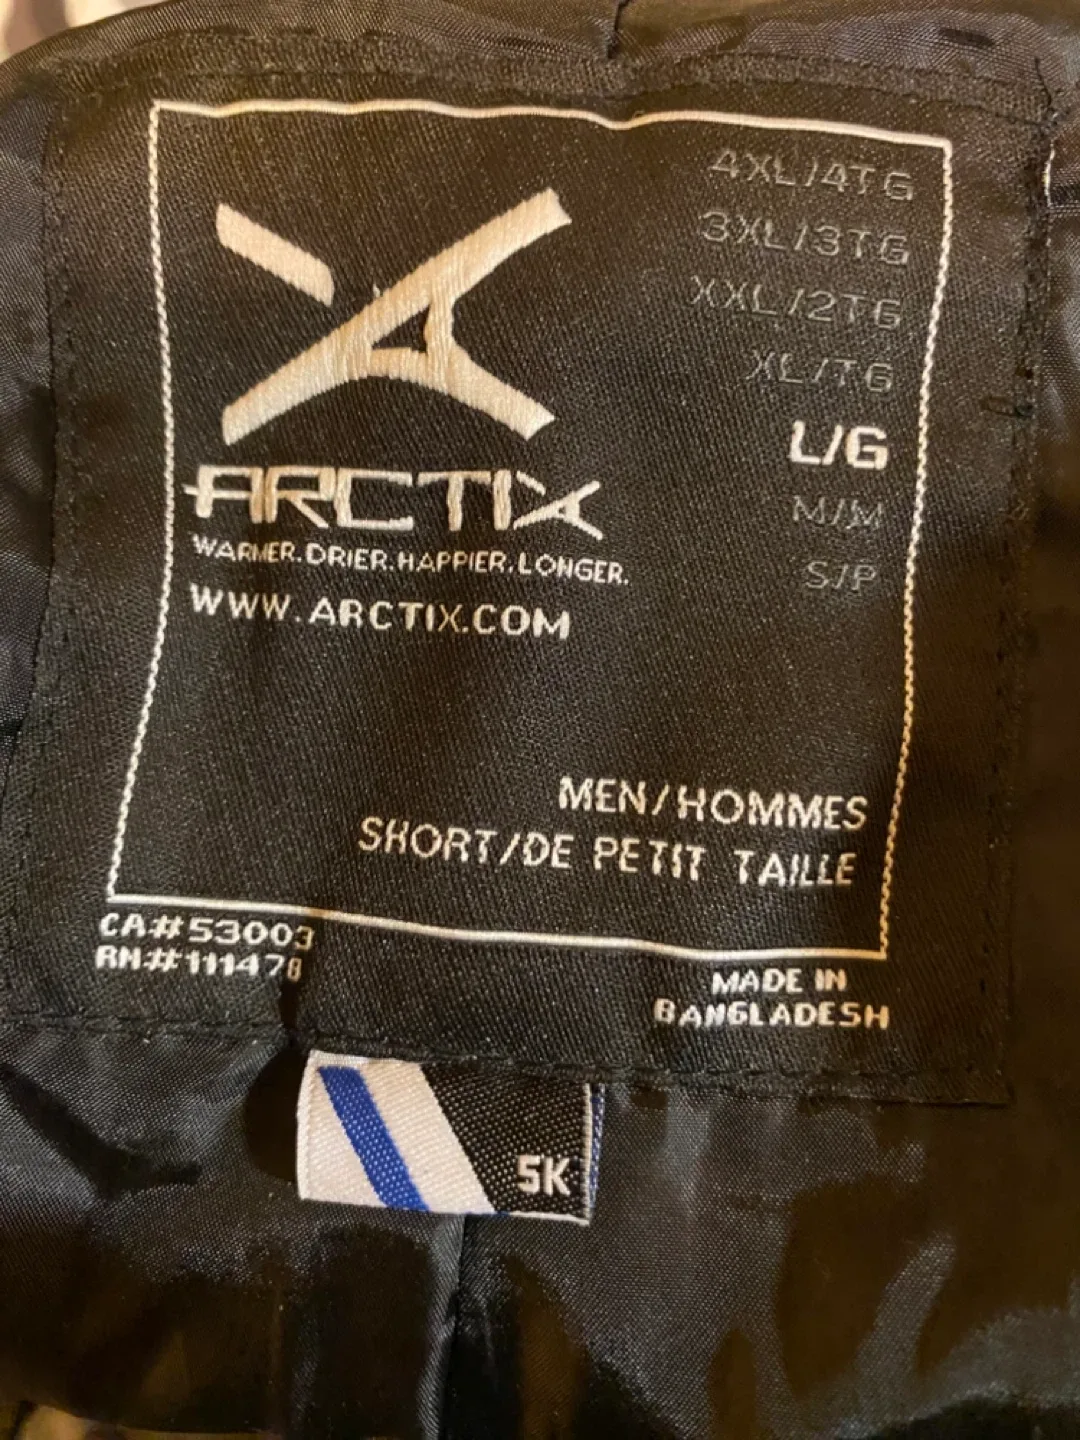 4XL/4TG
3XL/3TG
XXL/2TG
XL/TG
L/G
M/M
S/P
ARCTIX
WARMER.DRIER.HAPPIER.LONGER.
WWW.ARCTIX.COM
MEN/HOMMES
SHORT/DE PETIT TAILLE
CA#53003
RN#111478
MADE IN
BANGLADESH
5K